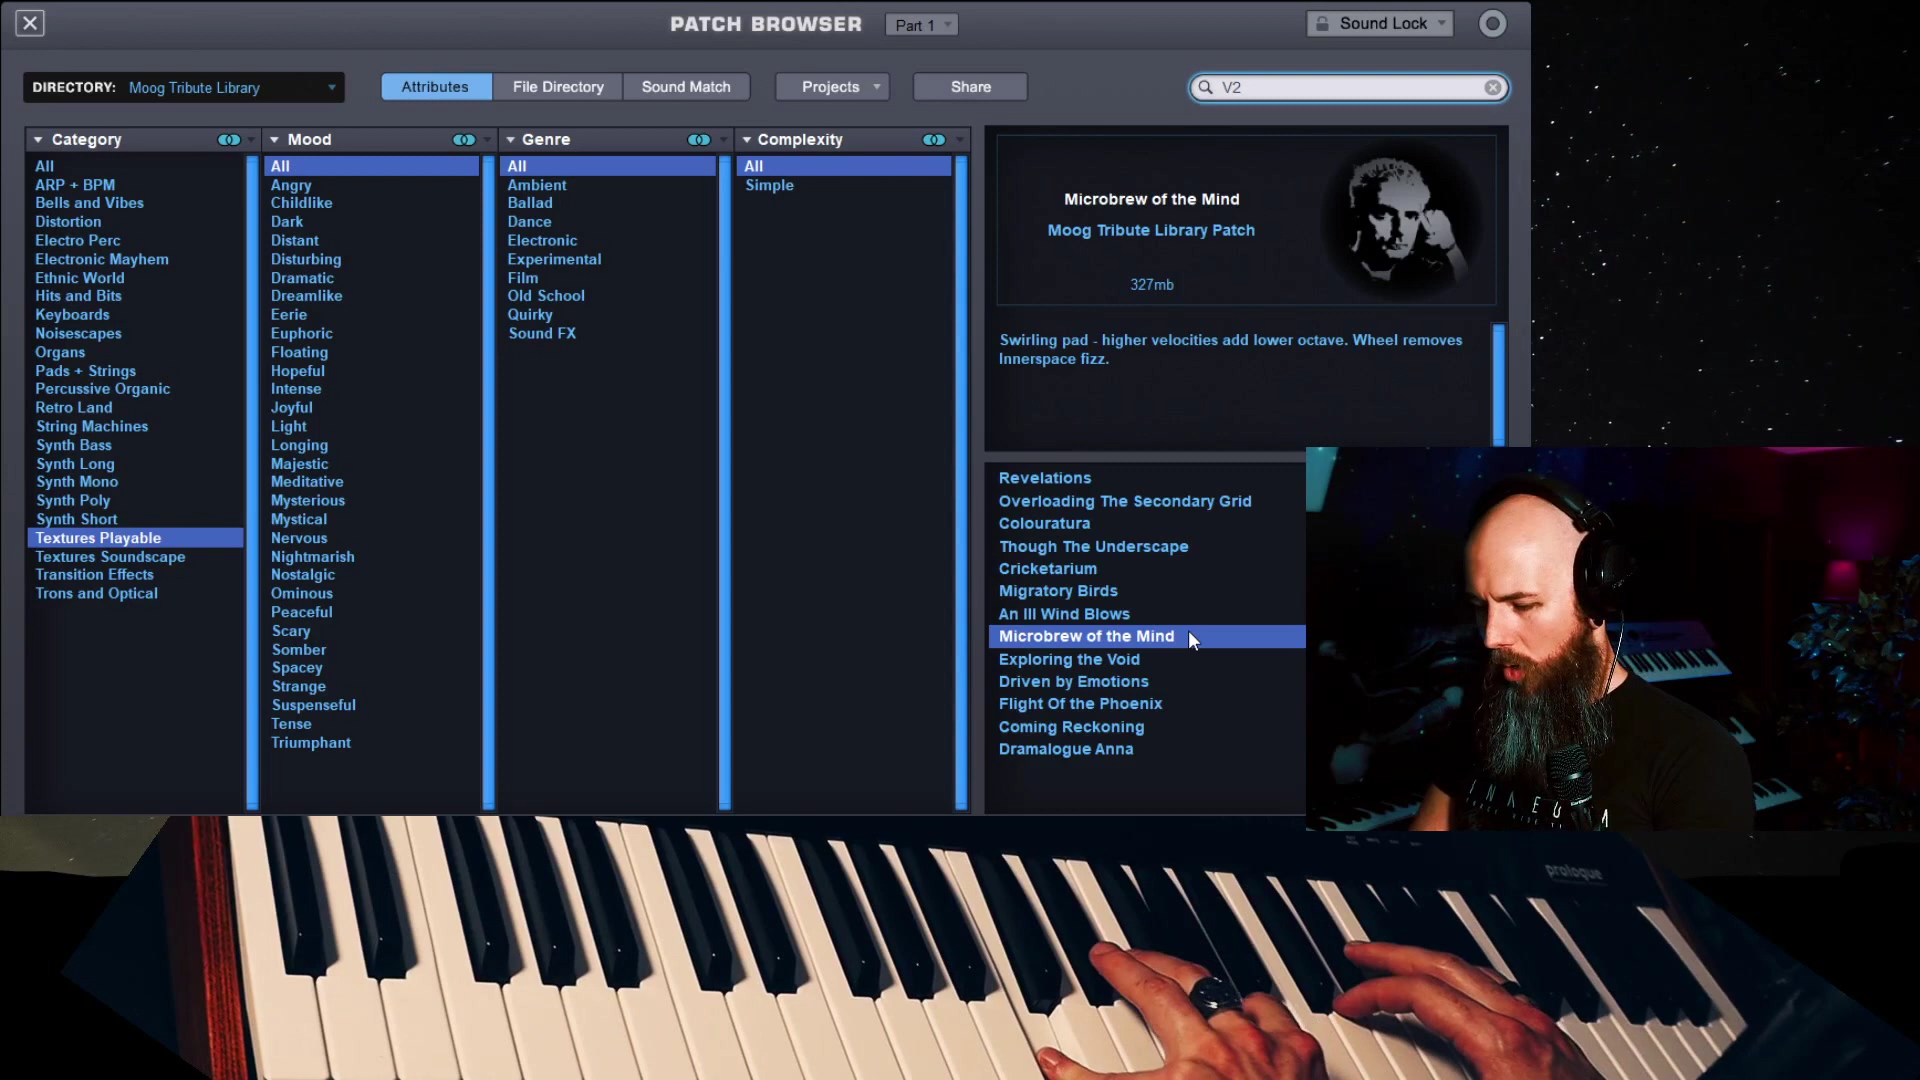 PATCH BROWSER
Part 1
Sound Lock
DIRECTORY: Moog Tribute Library
Attributes
File Directory
Sound Match
Projects
Share
V2
Category
All
ARP + BPM
Bells and Vibes
Distortion
Electro Perc
Electronic Mayhem
Ethnic World
Hits and Bits
Keyboards
Noisescapes
Organs
Pads + Strings
Percussive Organic
Retro Land
String Machines
Synth Bass
Synth Long
Synth Mono
Synth Poly
Synth Short
Textures Playable
Textures Soundscape
Transition Effects
Trons and Optical
Mood
All
Angry
Childlike
Dark
Distant
Disturbing
Dramatic
Dreamlike
Eerie
Euphoric
Floating
Hopeful
Intense
Joyful
Light
Longing
Majestic
Meditative
Mysterious
Mystical
Nervous
Nightmarish
Nostalgic
Ominous
Peaceful
Scary
Somber
Spacey
Strange
Suspenseful
Tense
Triumphant
Genre
All
Ambient
Ballad
Dance
Electronic
Experimental
Film
Old School
Quirky
Sound FX
Complexity
All
Simple
Microbrew of the Mind
Moog Tribute Library Patch
327mb
Swirling pad - higher velocities add lower octave. Wheel removes
Innerspace fizz.
Revelations
Overloading The Secondary Grid
Colouratura
Though The Underscape
Cricketarium
Migratory Birds
An Ill Wind Blows
Microbrew of the Mind
Exploring the Void
Driven by Emotions
Flight Of the Phoenix
Coming Reckoning
Dramalogue Anna
prologue